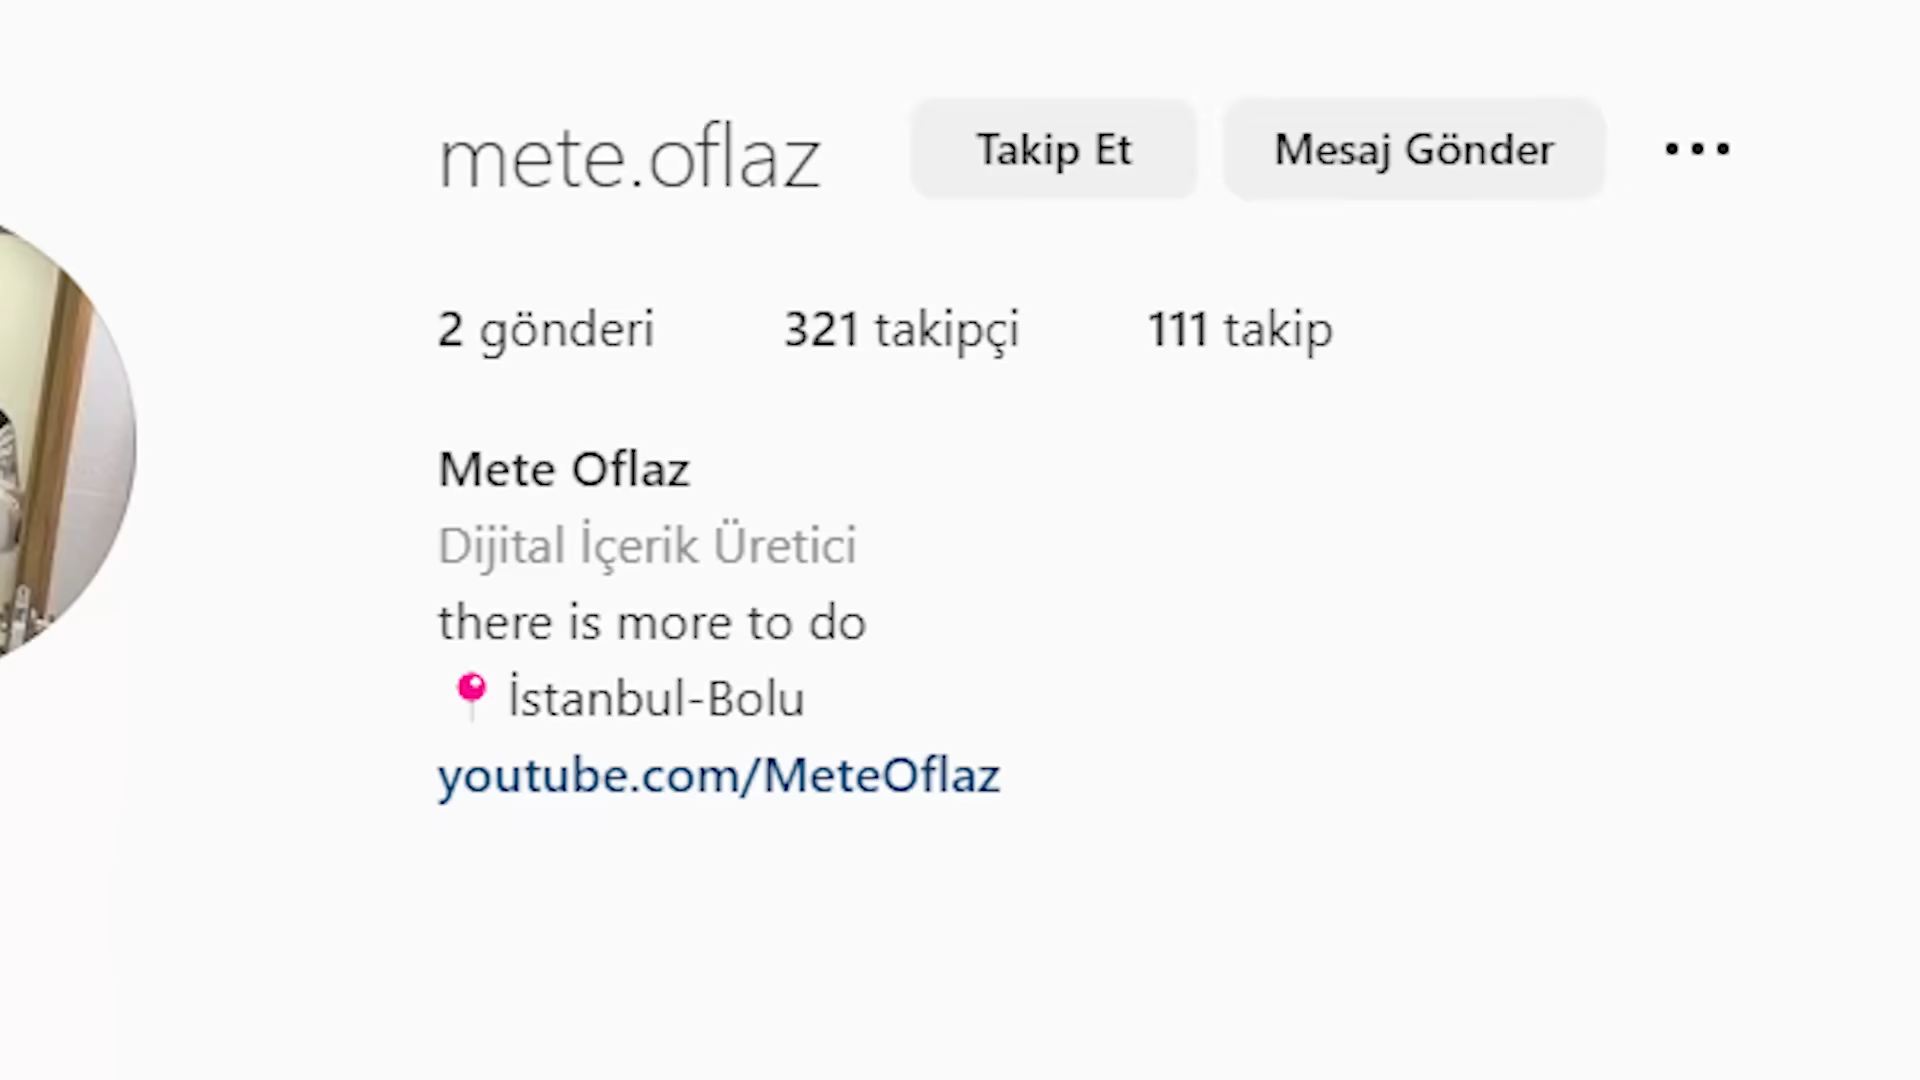 mete.oflaz Takip Et Mesaj Gönder
2 gönderi 321 takipçi 111 takip
Mete Oflaz
Dijital İçerik Üretici
there is more to do
📍 İstanbul-Bolu
youtube.com/MeteOflaz